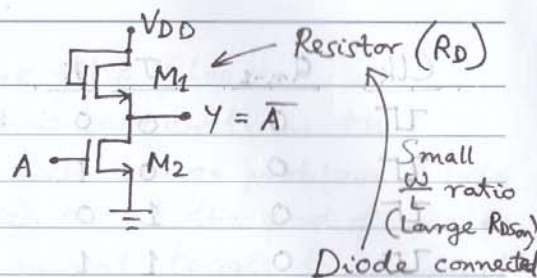 VDD
Resistor (RD)
M1
Y = A̅
A
M2
Small
W/L ratio
(Large RDSon)
Diode connected